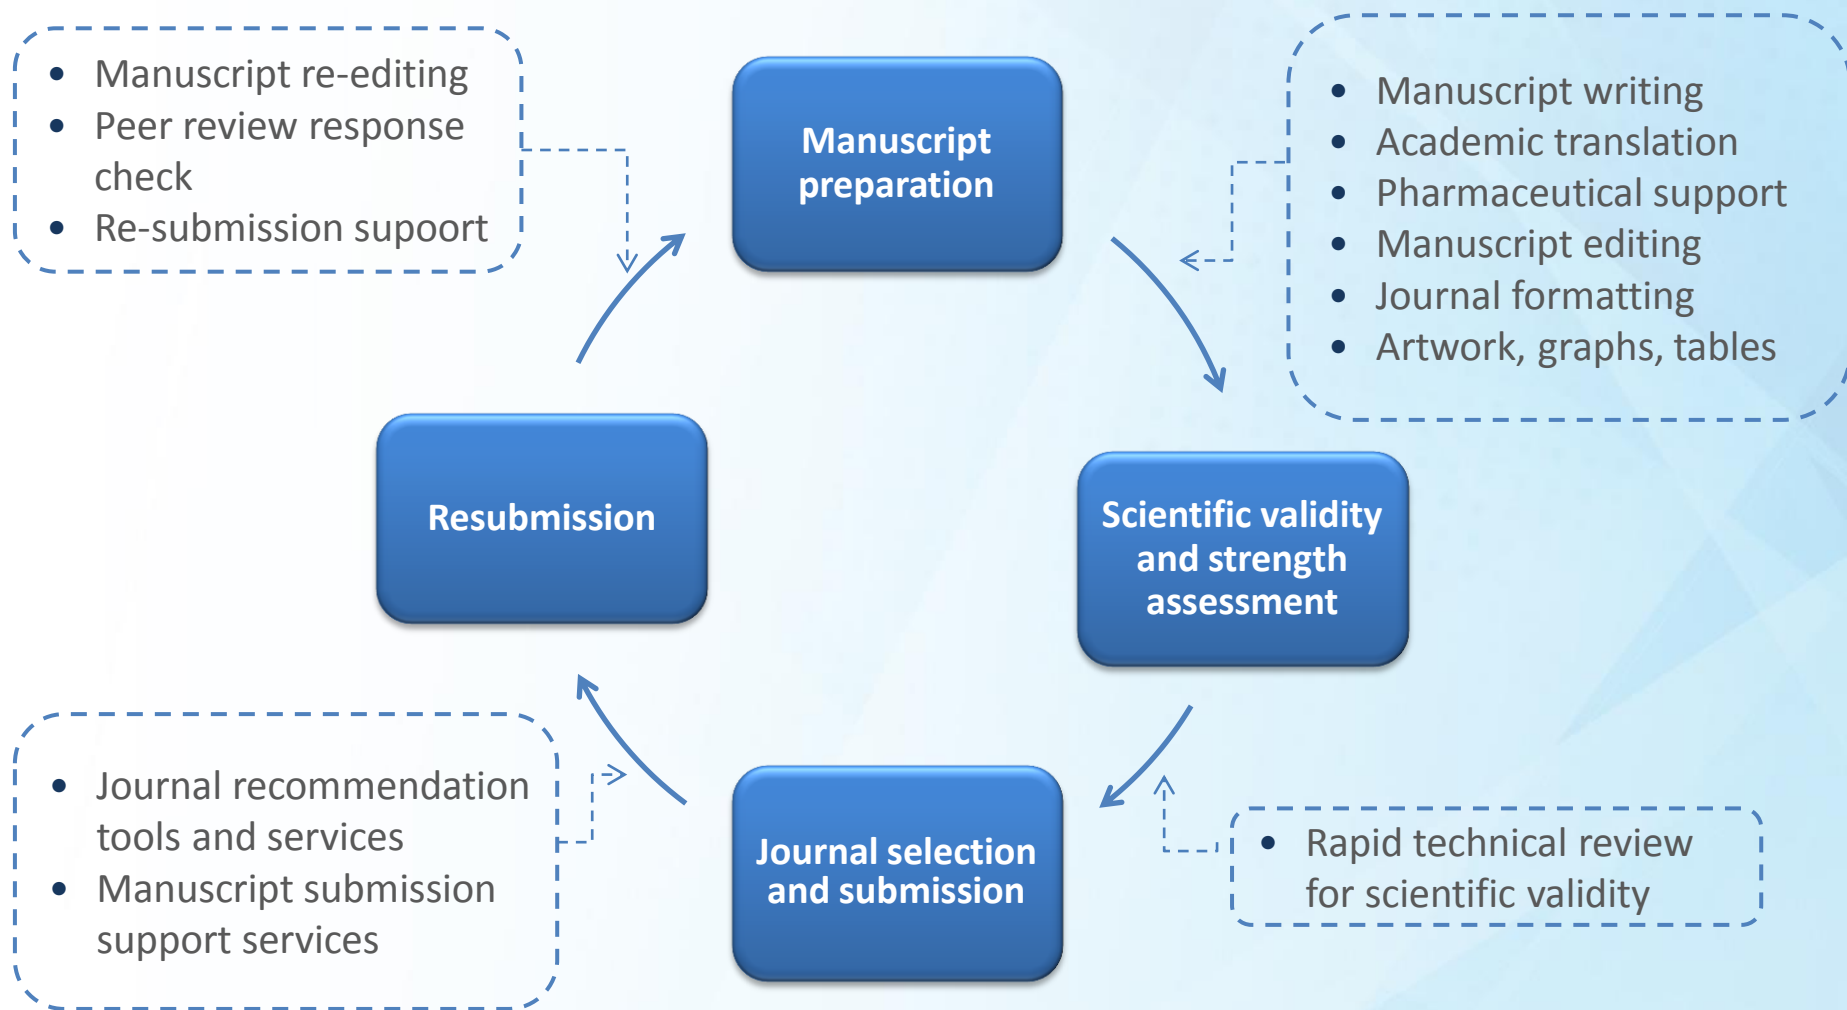 • Manuscript re-editing
• Peer review response
check
• Re-submission supoort
Manuscript
preparation
• Manuscript writing
• Academic translation
• Pharmaceutical support
• Manuscript editing
• Journal formatting
• Artwork, graphs, tables
Resubmission
Scientific validity
and strength
assessment
• Journal recommendation
tools and services
• Manuscript submission
support services
Journal selection
and submission
• Rapid technical review
for scientific validity